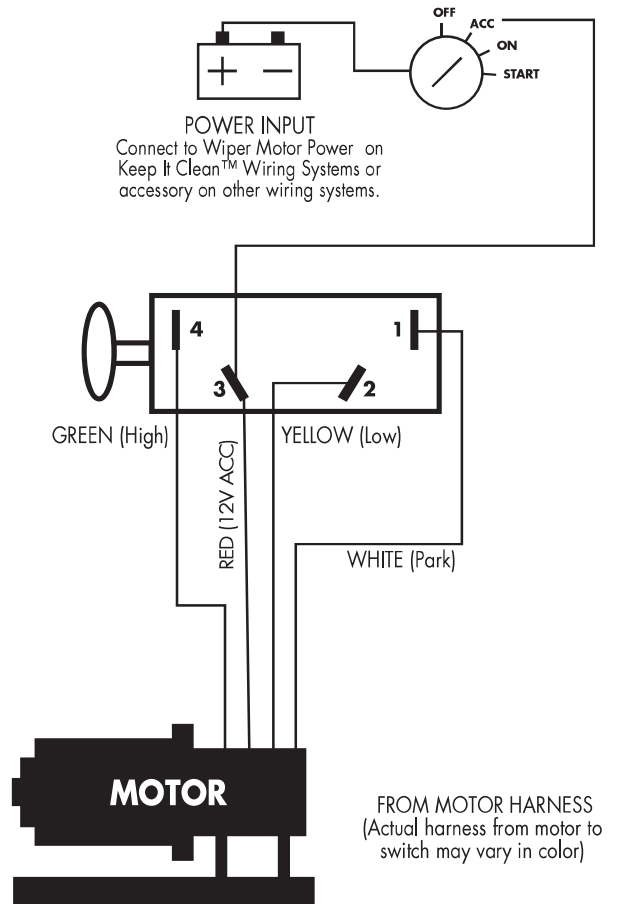 OFF
ACC
ON
START
+ −
POWER INPUT
Connect to Wiper Motor Power on
Keep It Clean™ Wiring Systems or
accessory on other wiring systems.
4
1
3
2
GREEN (High)
YELLOW (Low)
RED (12V ACC)
WHITE (Park)
MOTOR
FROM MOTOR HARNESS
(Actual harness from motor to
switch may vary in color)